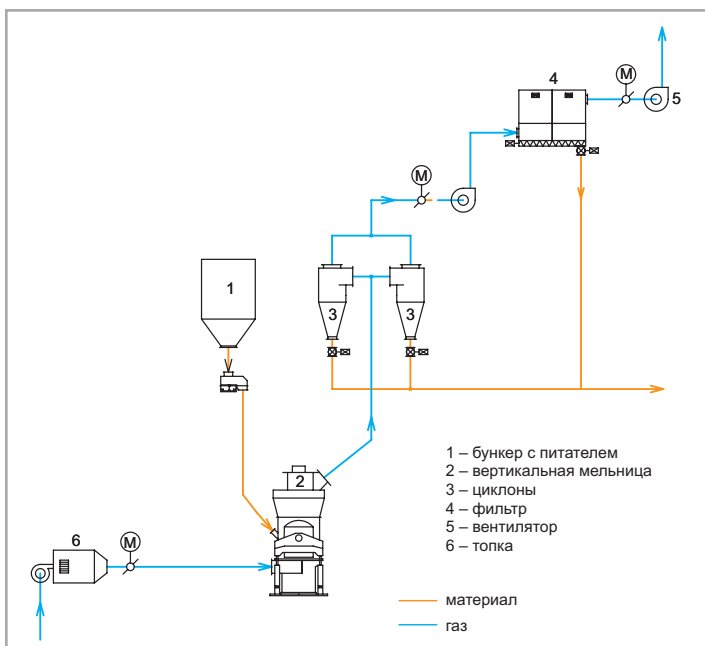 4
M
5
M
1
3
3
2
6
M
1 – бункер с питателем
2 – вертикальная мельница
3 – циклоны
4 – фильтр
5 – вентилятор
6 – топка
материал
газ